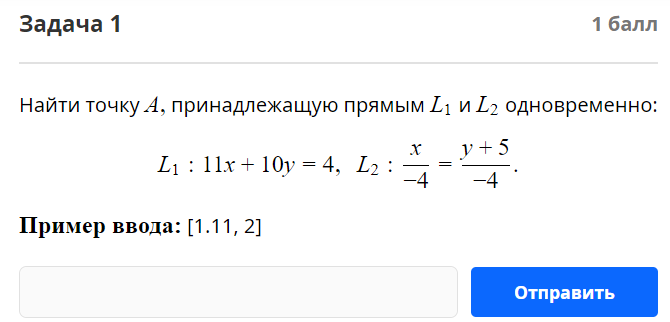 Задача 1 1 балл
Найти точку A, принадлежащую прямым L₁ и L₂ одновременно:
L₁ : 11x + 10y = 4, L₂ : x/−4 = (y + 5)/−4.
Пример ввода: [1.11, 2]
Отправить